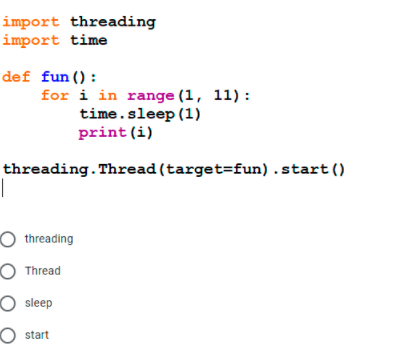 import threading
import time
def fun():
for i in range(1, 11):
time.sleep(1)
print(i)
threading.Thread(target=fun).start()
threading
Thread
sleep
start